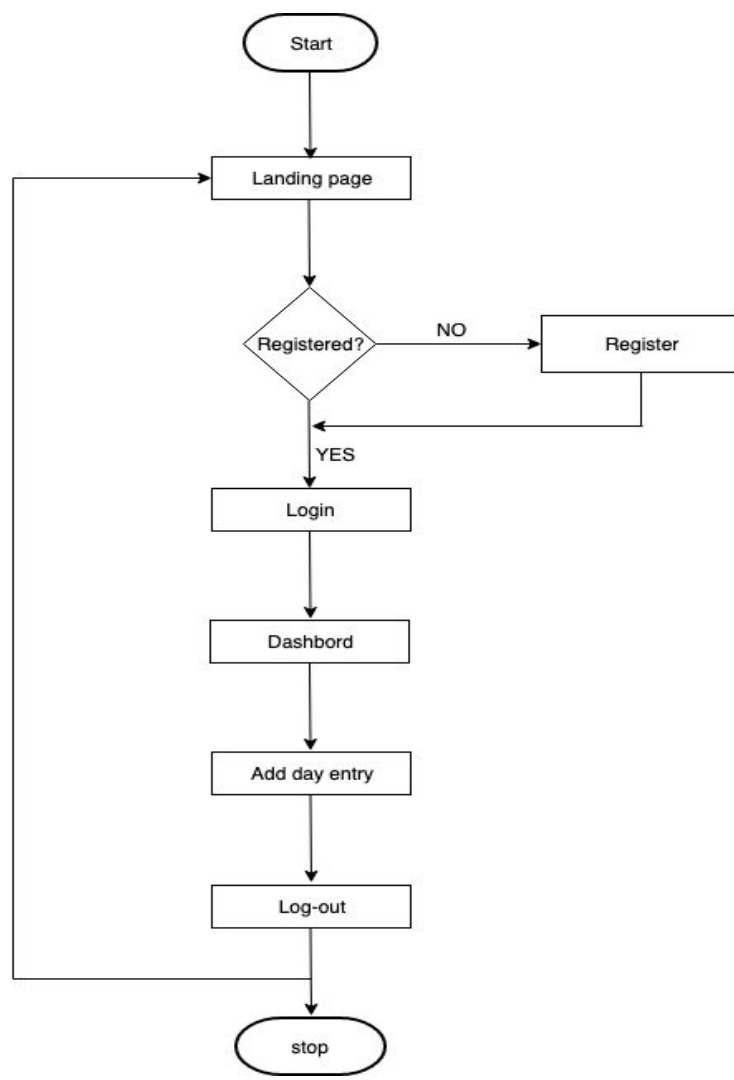 Start
Landing page
Registered?
NO
Register
YES
Login
Dashbord
Add day entry
Log-out
stop